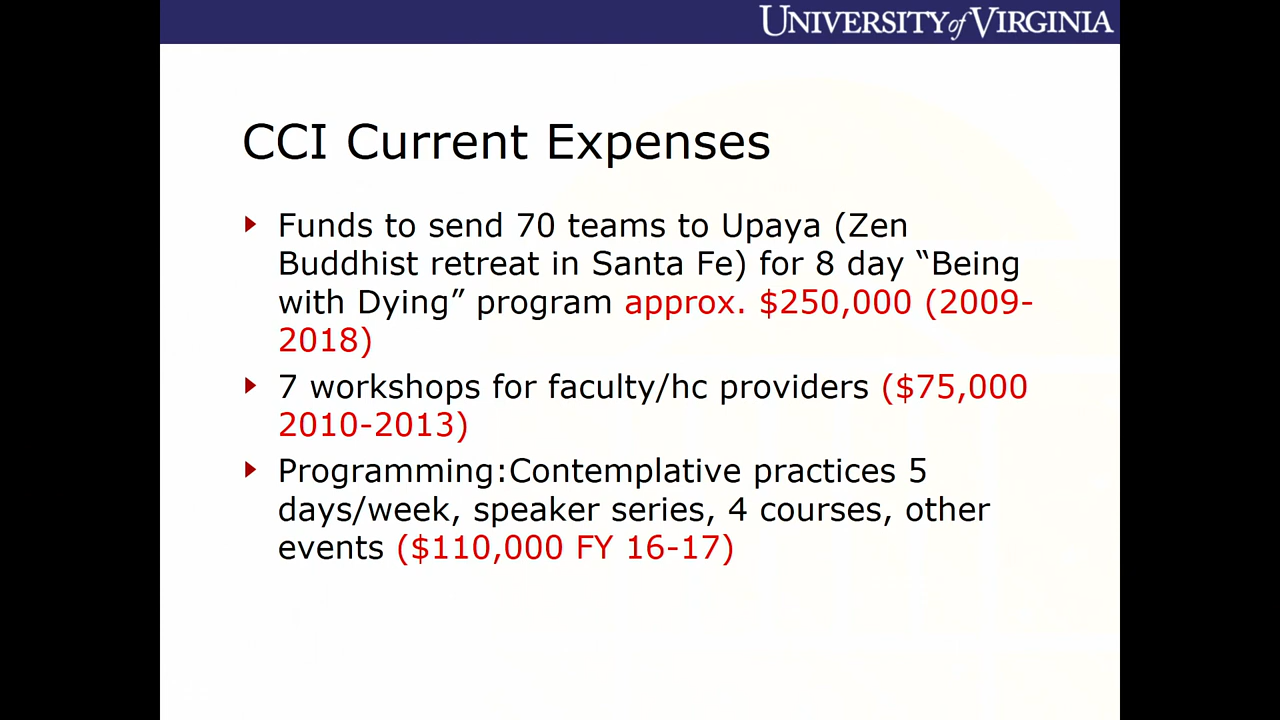 UNIVERSITY of VIRGINIA
CCI Current Expenses
Funds to send 70 teams to Upaya (Zen
Buddhist retreat in Santa Fe) for 8 day “Being
with Dying” program approx. $250,000 (2009-
2018)
7 workshops for faculty/hc providers ($75,000
2010-2013)
Programming:Contemplative practices 5
days/week, speaker series, 4 courses, other
events ($110,000 FY 16-17)